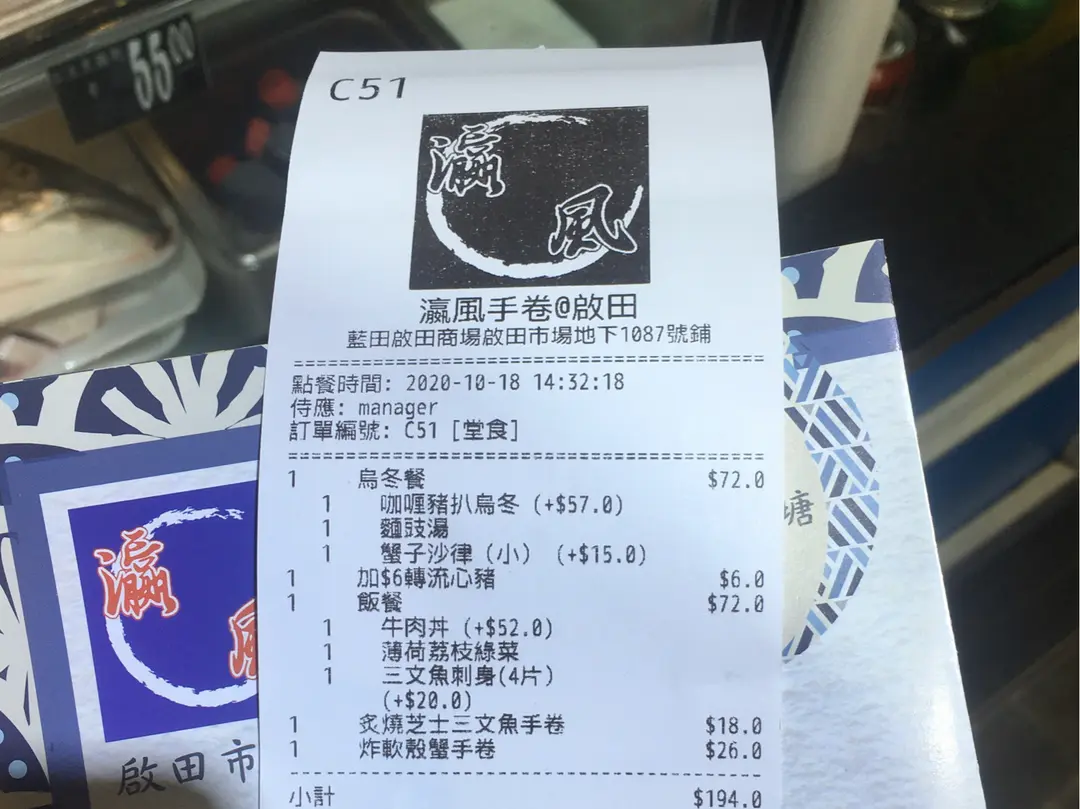 55.00
C51
瀛
風
瀛風手卷@啟田
藍田啟田商場啟田市場地下1087號鋪
點餐時間: 2020-10-18 14:32:18
侍應: manager
訂單編號: C51 [堂食]
1 烏冬餐 $72.0
1 咖喱豬扒烏冬 (+$57.0)
1 麵豉湯
1 蟹子沙律（小） (+$15.0)
1 加$6轉流心豬 $6.0
1 飯餐 $72.0
1 牛肉丼 (+$52.0)
1 薄荷荔枝綠菜
1 三文魚刺身(4片)
(+$20.0)
1 炙燒芝士三文魚手卷 $18.0
1 炸軟殼蟹手卷 $26.0
小計 $194.0
瀛
風
啟田市
塘